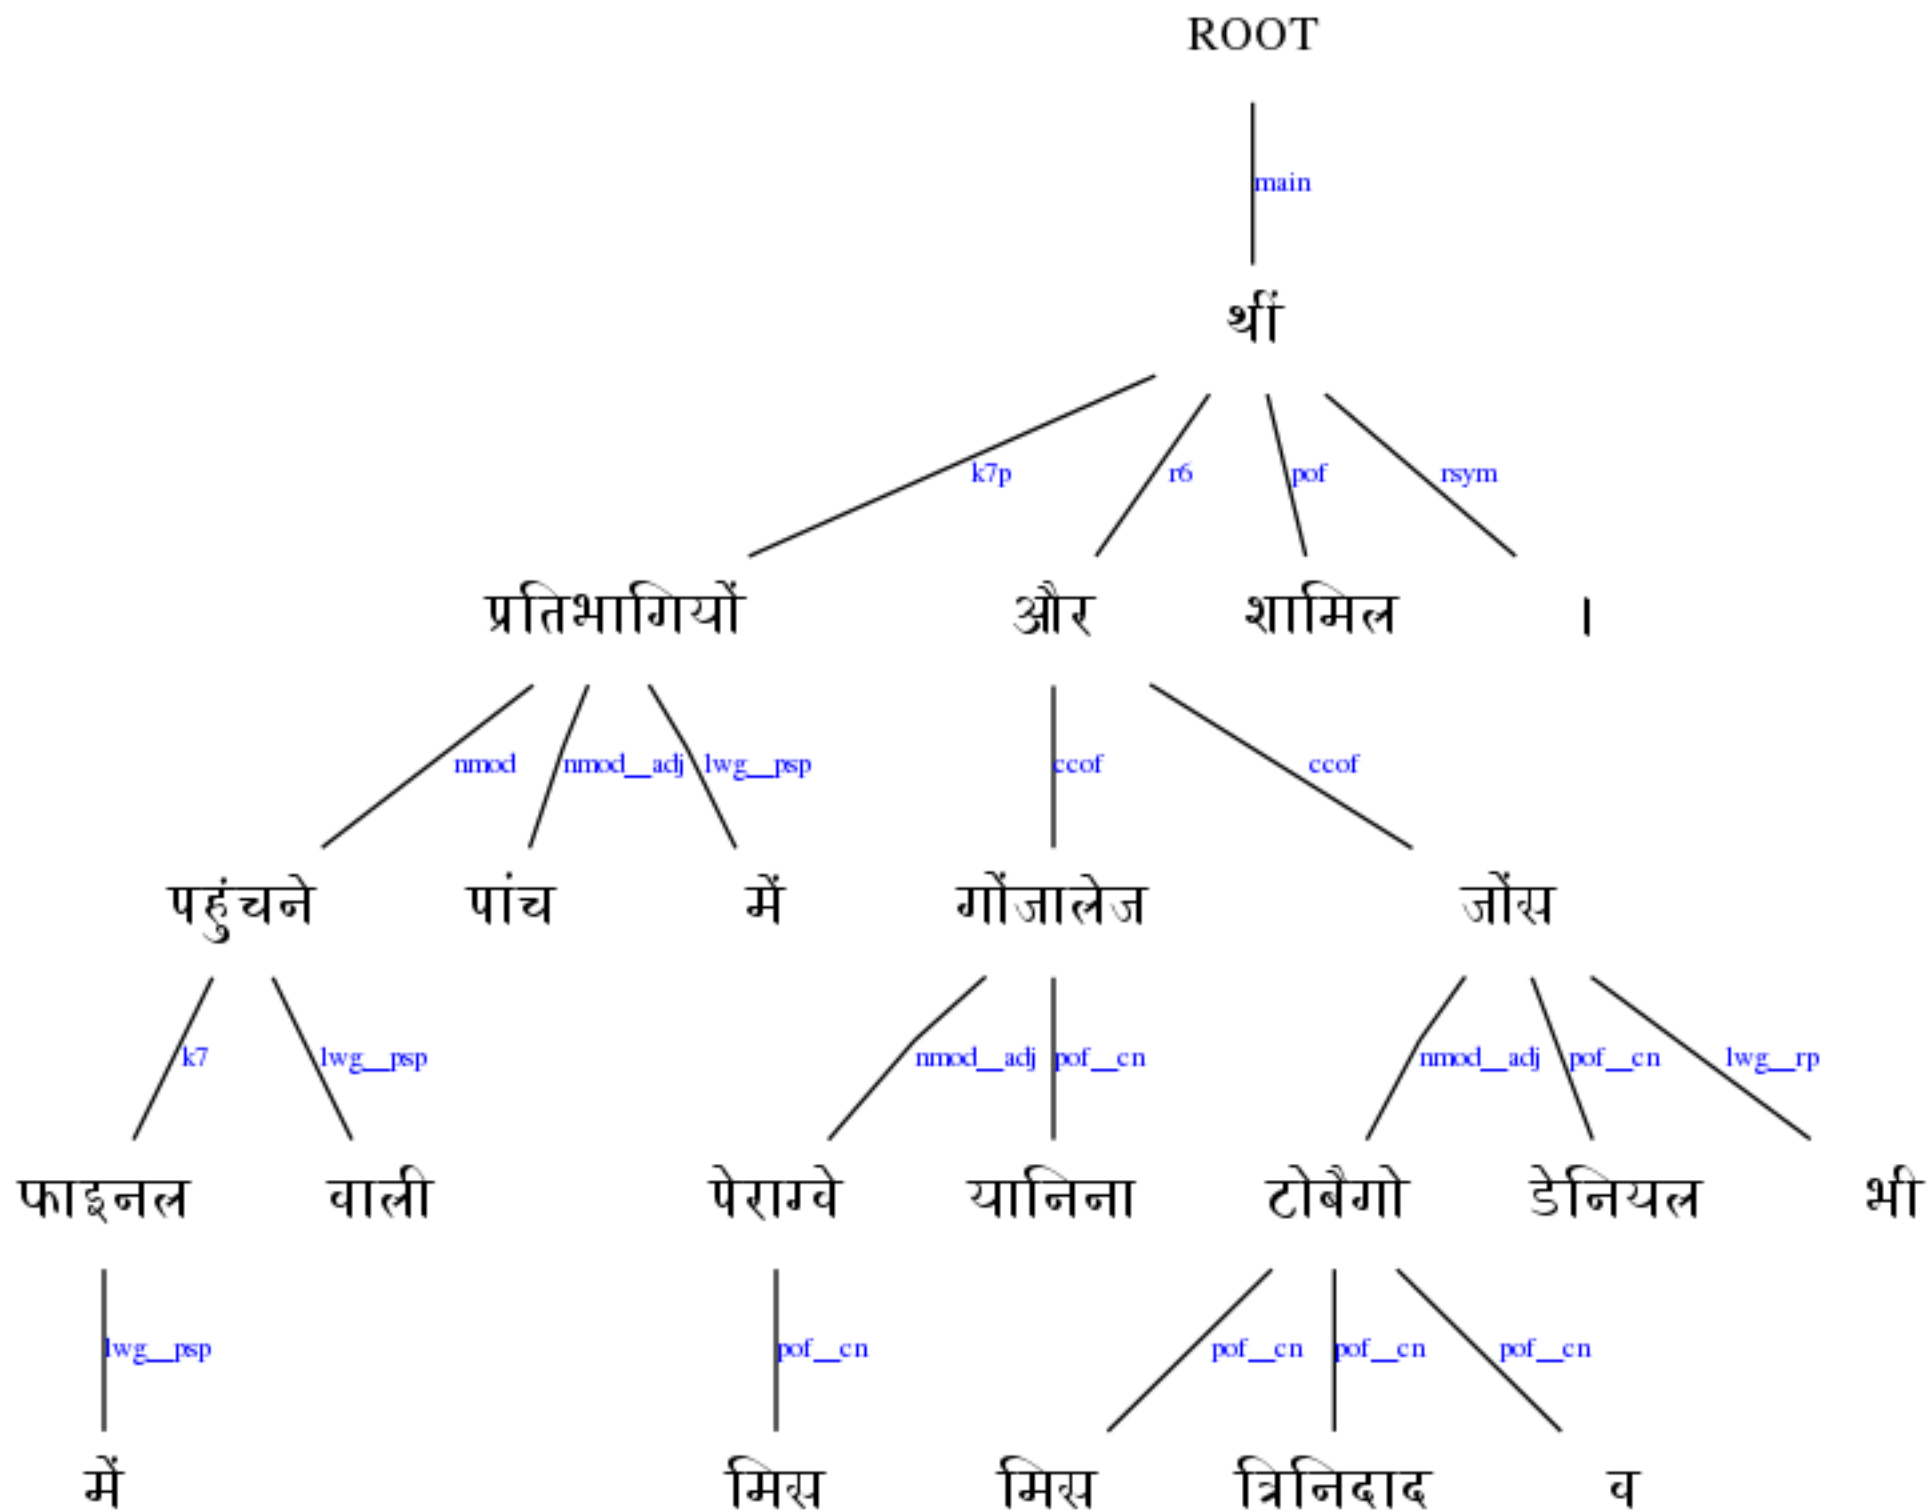 ROOT
main
थीं
k7p r6 pof rsym
प्रतिभागियों और शामिल ।
nmod nmod__adj lwg__psp ccof ccof
पहुंचने पांच में गोंजालेज जोंस
k7 lwg__psp nmod__adj pof__cn nmod__adj pof__cn lwg__rp
फाइनल वाली पेराग्वे यानिना टोबैगो डेनियल भी
lwg__psp pof__cn pof__cn pof__cn pof__cn
में मिस मिस त्रिनिदाद व